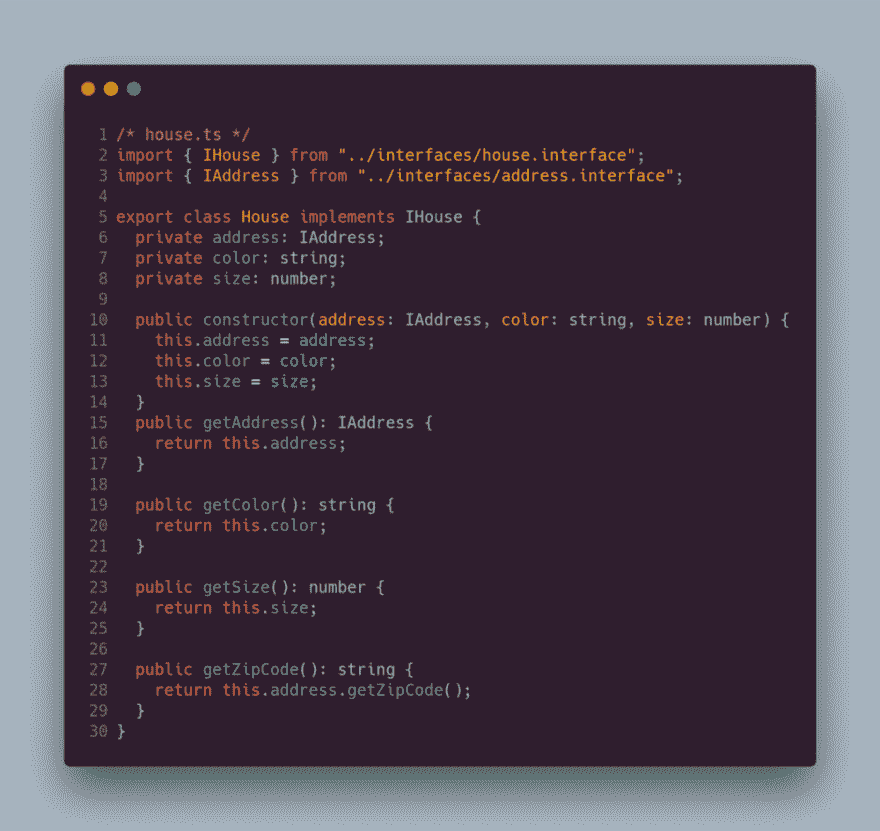 1 /* house.ts */
2 import { IHouse } from "../interfaces/house.interface";
3 import { IAddress } from "../interfaces/address.interface";
4
5 export class House implements IHouse {
6   private address: IAddress;
7   private color: string;
8   private size: number;
9
10   public constructor(address: IAddress, color: string, size: number) {
11     this.address = address;
12     this.color = color;
13     this.size = size;
14   }
15   public getAddress(): IAddress {
16     return this.address;
17   }
18
19   public getColor(): string {
20     return this.color;
21   }
22
23   public getSize(): number {
24     return this.size;
25   }
26
27   public getZipCode(): string {
28     return this.address.getZipCode();
29   }
30 }